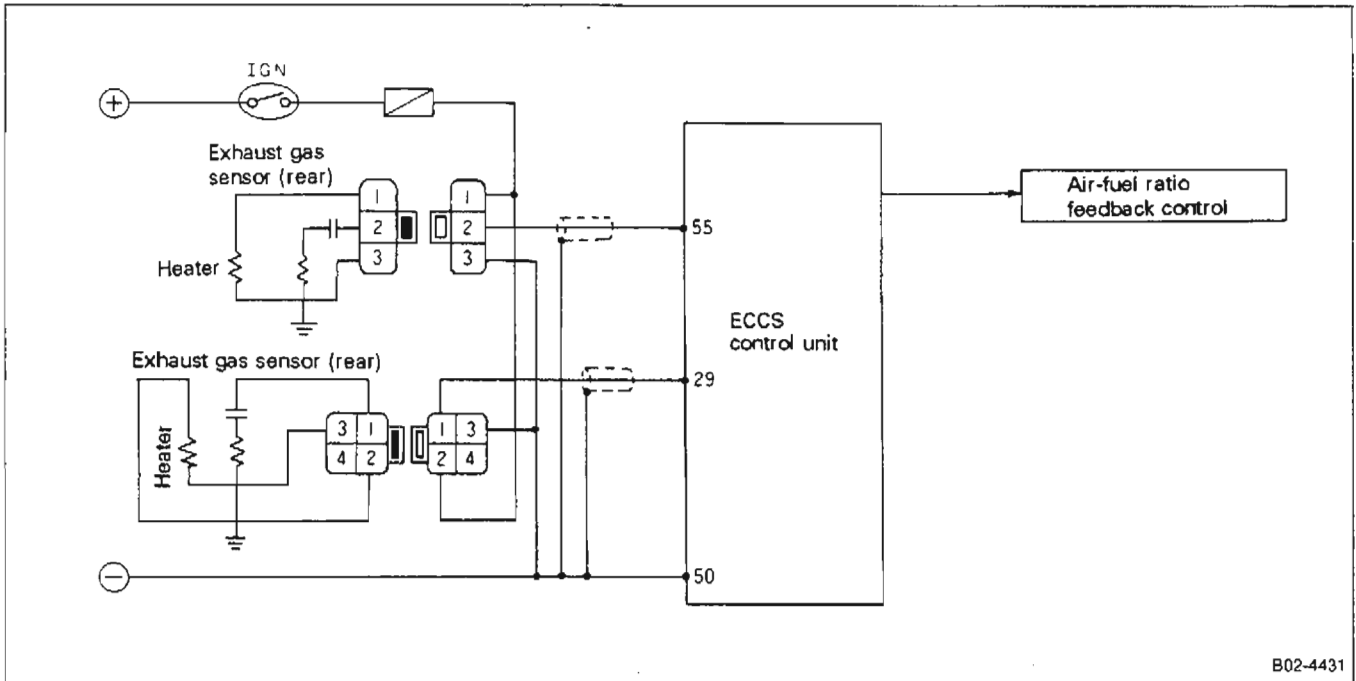 IGN
+
Exhaust gas
sensor (rear)
1
2
3
1
2
3
Heater
55
Air-fuel ratio
feedback control
ECCS
control unit
Exhaust gas sensor (rear)
29
Heater
3 1
4 2
1 3
2 4
−
50
B02-4431